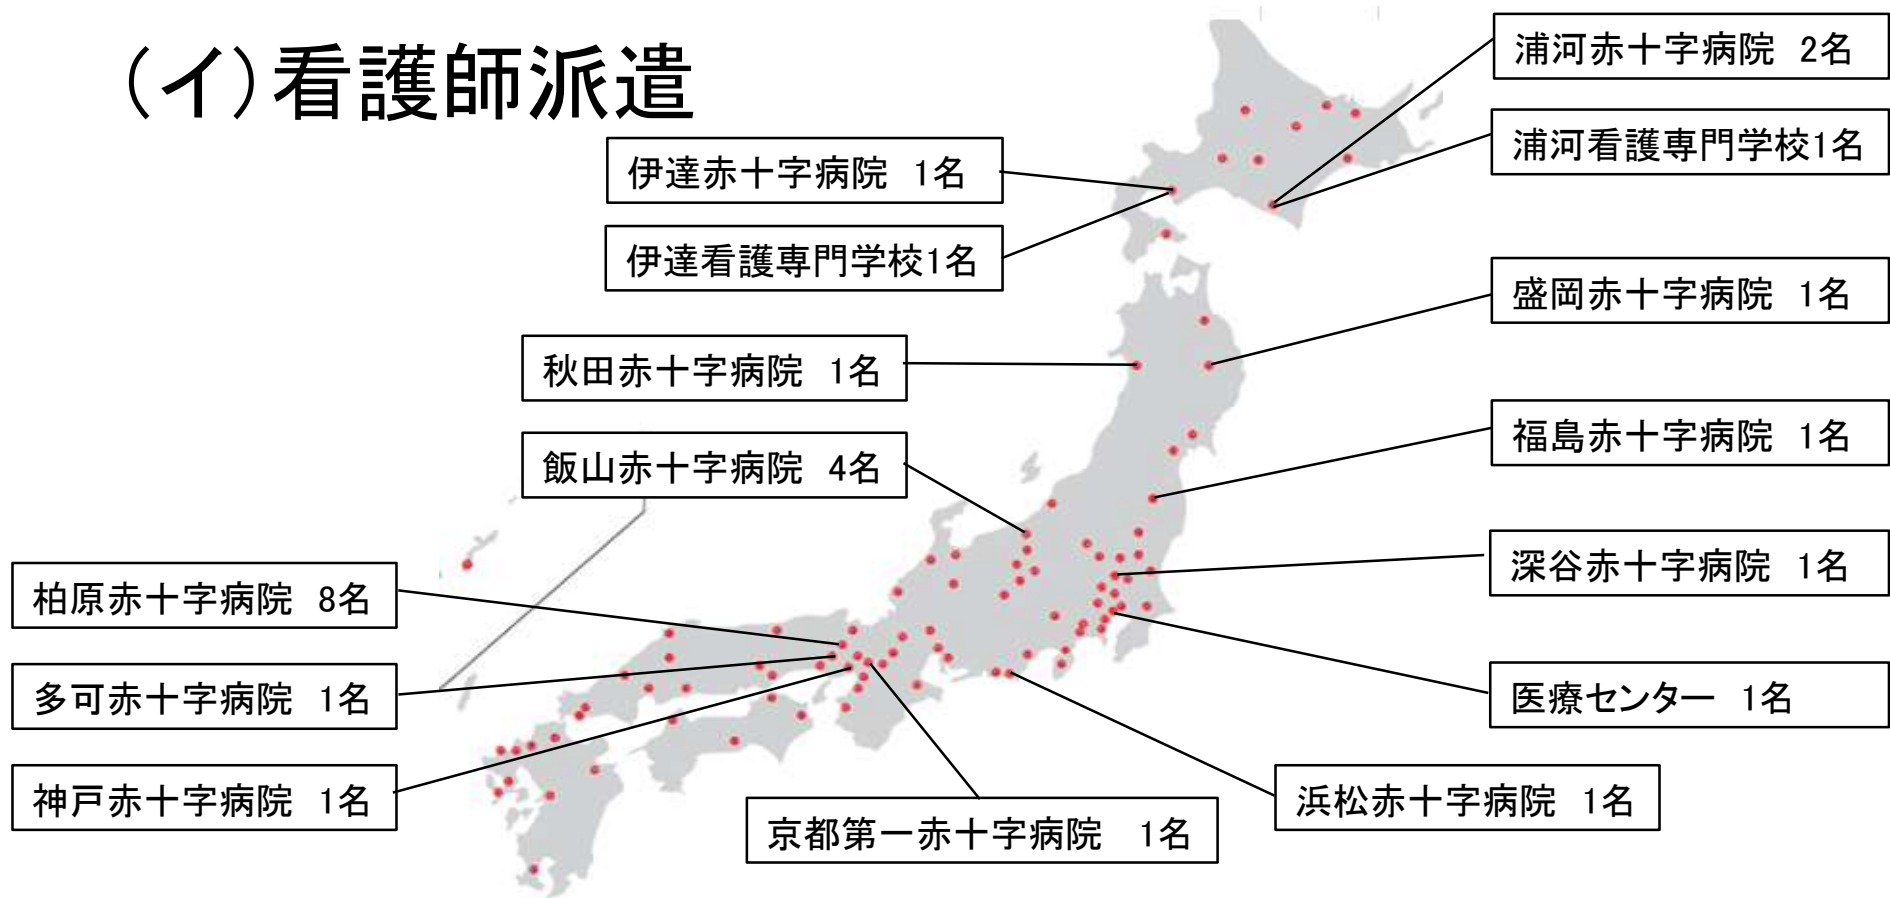 （イ）看護師派遣
浦河赤十字病院　2名
浦河看護専門学校1名
伊達赤十字病院　1名
伊達看護専門学校1名
盛岡赤十字病院　1名
秋田赤十字病院　1名
福島赤十字病院　1名
飯山赤十字病院　4名
深谷赤十字病院　1名
柏原赤十字病院　8名
多可赤十字病院　1名
医療センター　1名
神戸赤十字病院　1名
浜松赤十字病院　1名
京都第一赤十字病院　1名